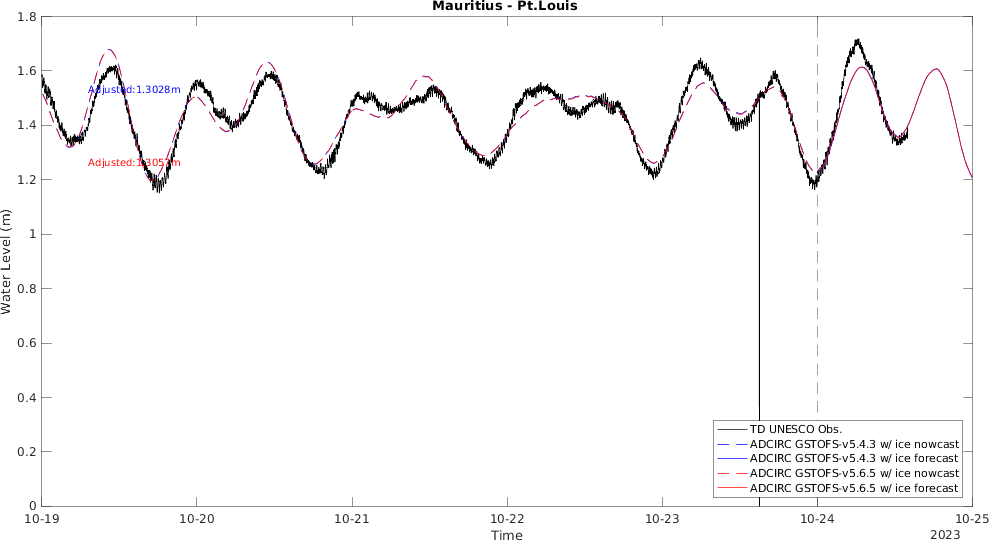 Mauritius - Pt.Louis
1.8
1.6
Adjusted:1.3028m
1.4
Adjusted:1.3057m
1.2
1
0.8
0.6
0.4
0.2
0
Water Level (m)
TD UNESCO Obs.
ADCIRC GSTOFS-v5.4.3 w/ ice nowcast
ADCIRC GSTOFS-v5.4.3 w/ ice forecast
ADCIRC GSTOFS-v5.6.5 w/ ice nowcast
ADCIRC GSTOFS-v5.6.5 w/ ice forecast
10-19 10-20 10-21 10-22 10-23 10-24 10-25
Time
2023